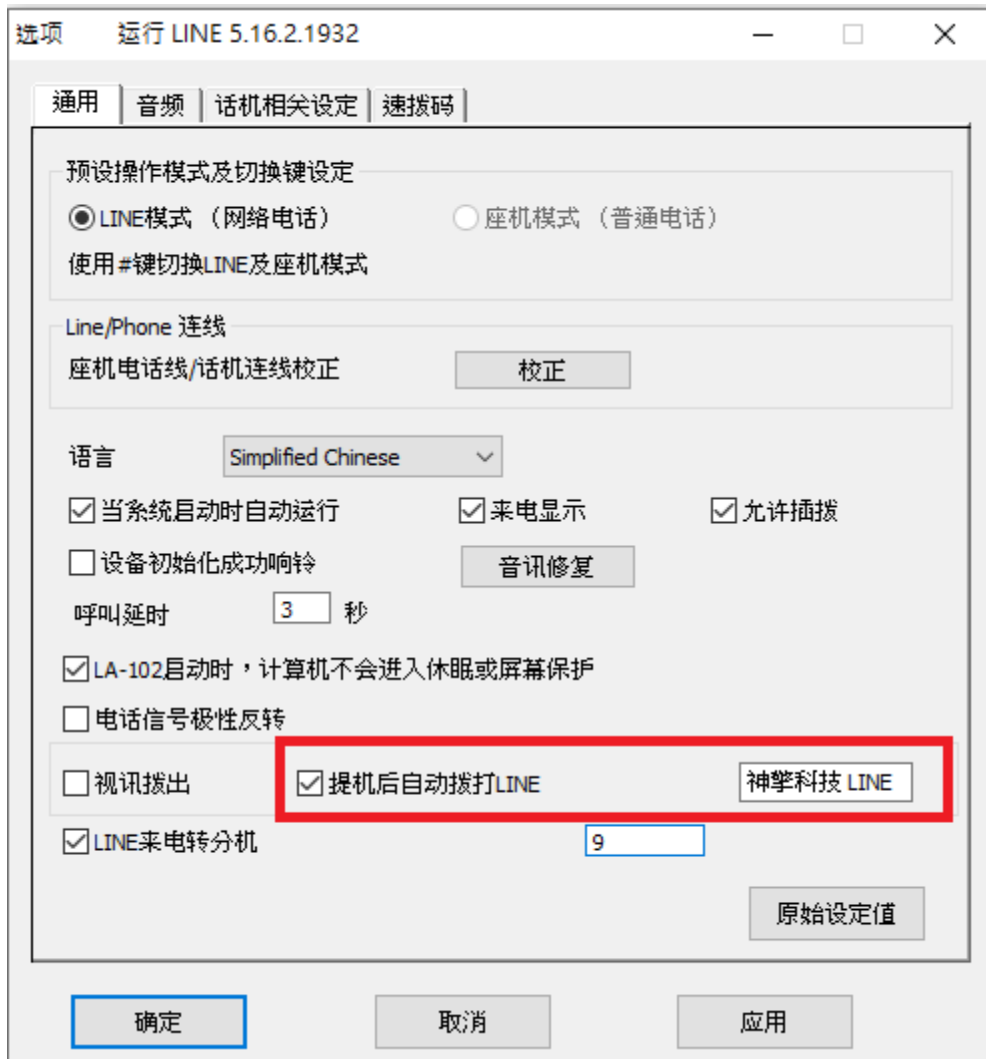 选项 运行 LINE 5.16.2.1932
通用 音频 话机相关设定 速拨码
预设操作模式及切换键设定
LINE模式 （网络电话） 座机模式 （普通电话）
使用#键切换LINE及座机模式
Line/Phone 连线
座机电话线/话机连线校正 校正
语言 Simplified Chinese
当系统启动时自动运行 来电显示 允许插拨
设备初始化成功响铃 音讯修复
呼叫延时 3 秒
LA-102启动时，计算机不会进入休眠或屏幕保护
电话信号极性反转
视讯拨出 提机后自动拨打LINE 神擎科技 LINE
LINE来电转分机 9
原始设定值
确定 取消 应用